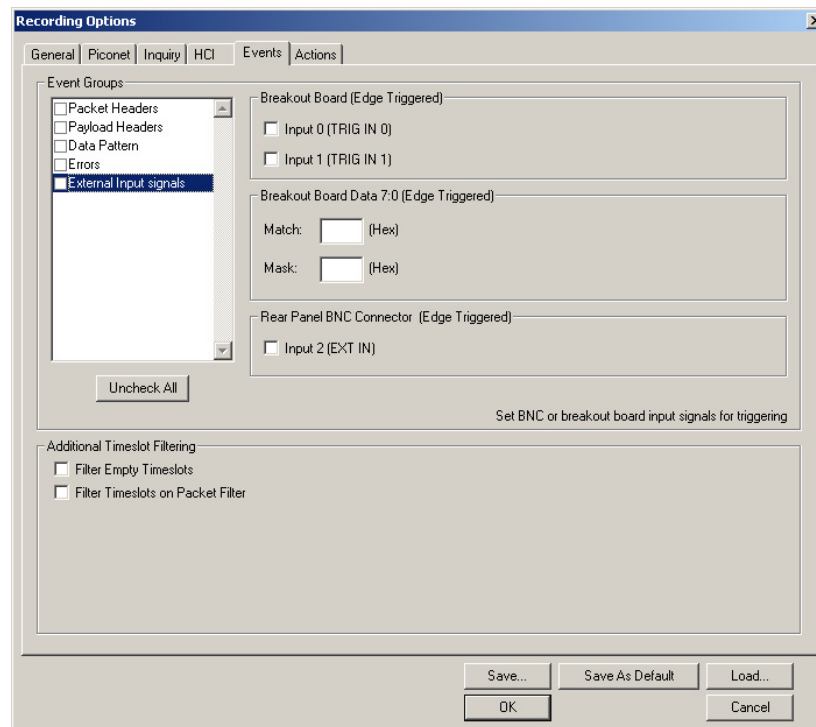 Recording Options
General
Piconet
Inquiry
HCI
Events
Actions
Event Groups
Packet Headers
Payload Headers
Data Pattern
Errors
External Input signals
Uncheck All
Breakout Board (Edge Triggered)
Input 0 (TRIG IN 0)
Input 1 (TRIG IN 1)
Breakout Board Data 7:0 (Edge Triggered)
Match: (Hex)
Mask: (Hex)
Rear Panel BNC Connector (Edge Triggered)
Input 2 (EXT IN)
Set BNC or breakout board input signals for triggering
Additional Timeslot Filtering
Filter Empty Timeslots
Filter Timeslots on Packet Filter
Save...
Save As Default
Load...
OK
Cancel